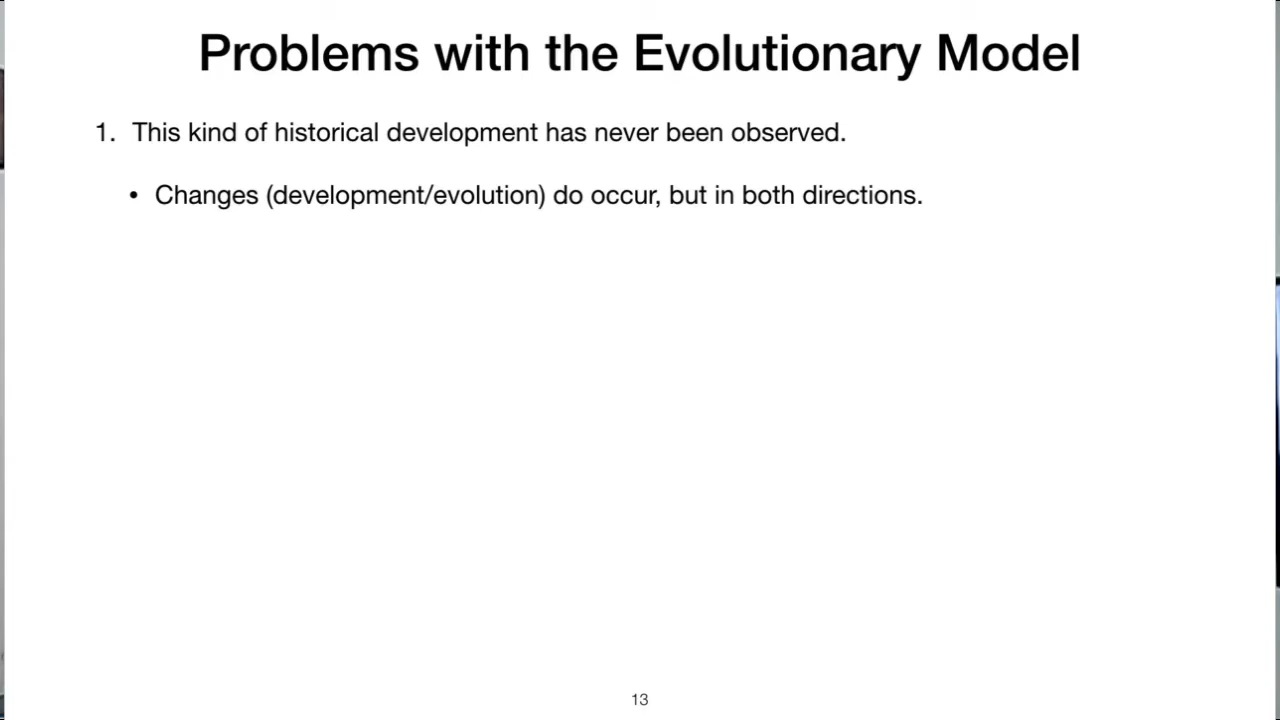 Problems with the Evolutionary Model
1. This kind of historical development has never been observed.
• Changes (development/evolution) do occur, but in both directions.
13